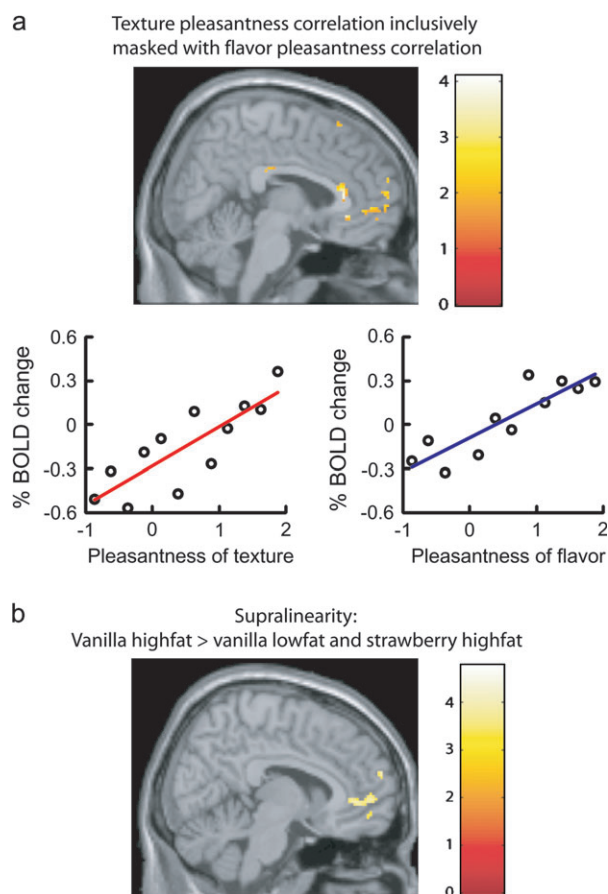 a
Texture pleasantness correlation inclusively
masked with flavor pleasantness correlation
4
3
2
1
0
0.6
0.3
0
-0.3
-0.6
% BOLD change
-1 0 1 2
Pleasantness of texture
0.6
0.3
0
-0.3
-0.6
% BOLD change
-1 0 1 2
Pleasantness of flavor
b
Supralinearity:
Vanilla highfat > vanilla lowfat and strawberry highfat
4
3
2
1
0